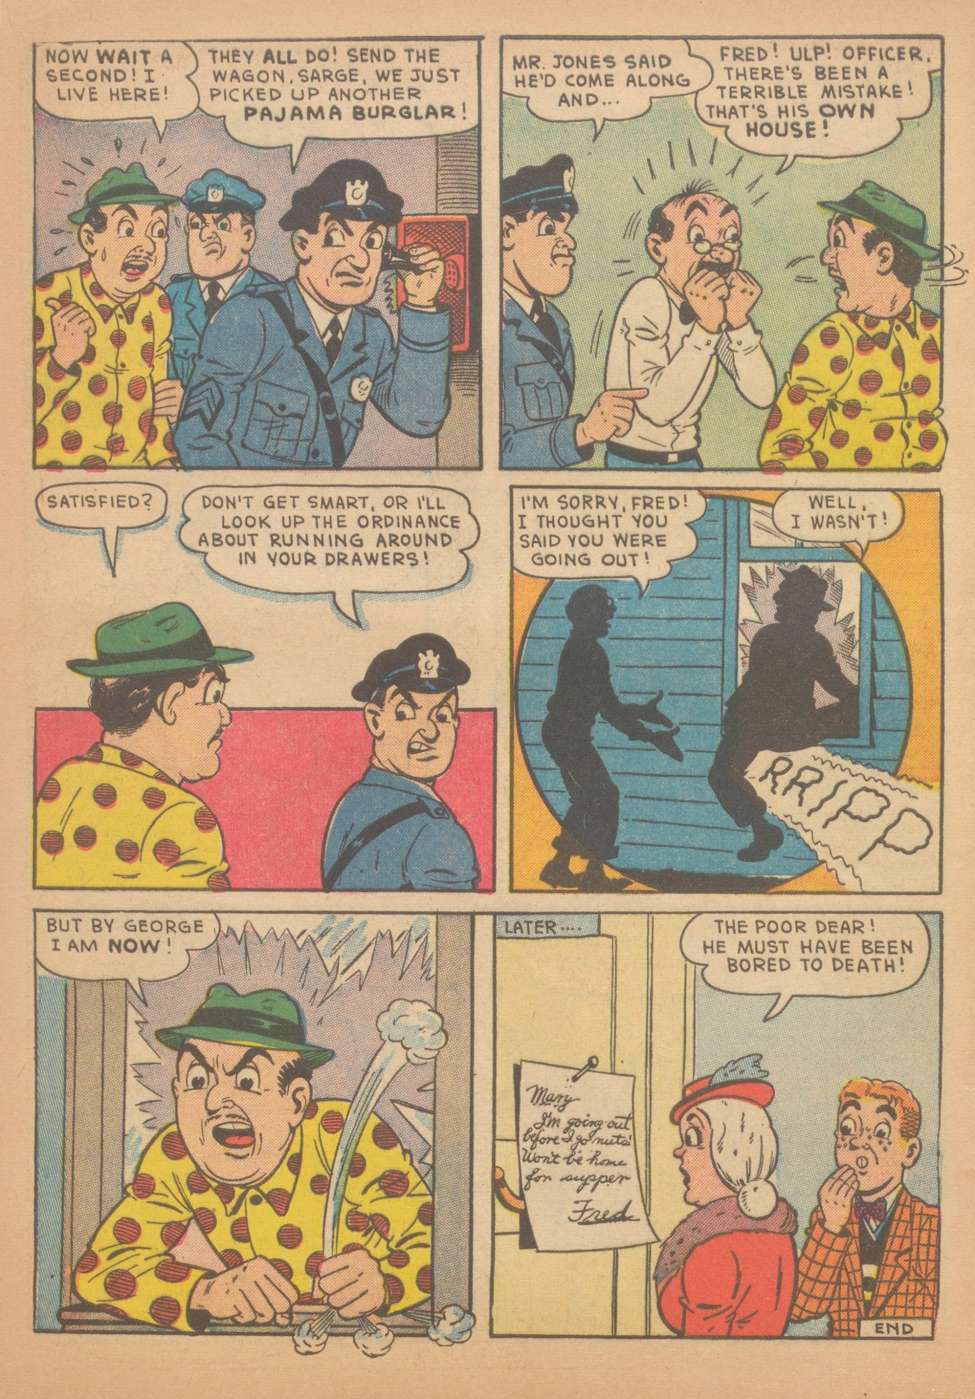 NOW WAIT A
SECOND! I
LIVE HERE!
THEY ALL DO! SEND THE
WAGON, SARGE, WE JUST
PICKED UP ANOTHER
PAJAMA BURGLAR!
MR. JONES SAID
HE'D COME ALONG
AND...
FRED! ULP! OFFICER,
THERE'S BEEN A
TERRIBLE MISTAKE!
THAT'S HIS OWN
HOUSE!
SATISFIED?
DON'T GET SMART, OR I'LL
LOOK UP THE ORDINANCE
ABOUT RUNNING AROUND
IN YOUR DRAWERS!
I'M SORRY, FRED!
I THOUGHT YOU
SAID YOU WERE
GOING OUT!
WELL,
I WASN'T!
RRIPP
BUT BY GEORGE
I AM NOW!
LATER....
THE POOR DEAR!
HE MUST HAVE BEEN
BORED TO DEATH!
Mary
I'm going out
before I go nuts!
Won't be home
for supper
Fred
END